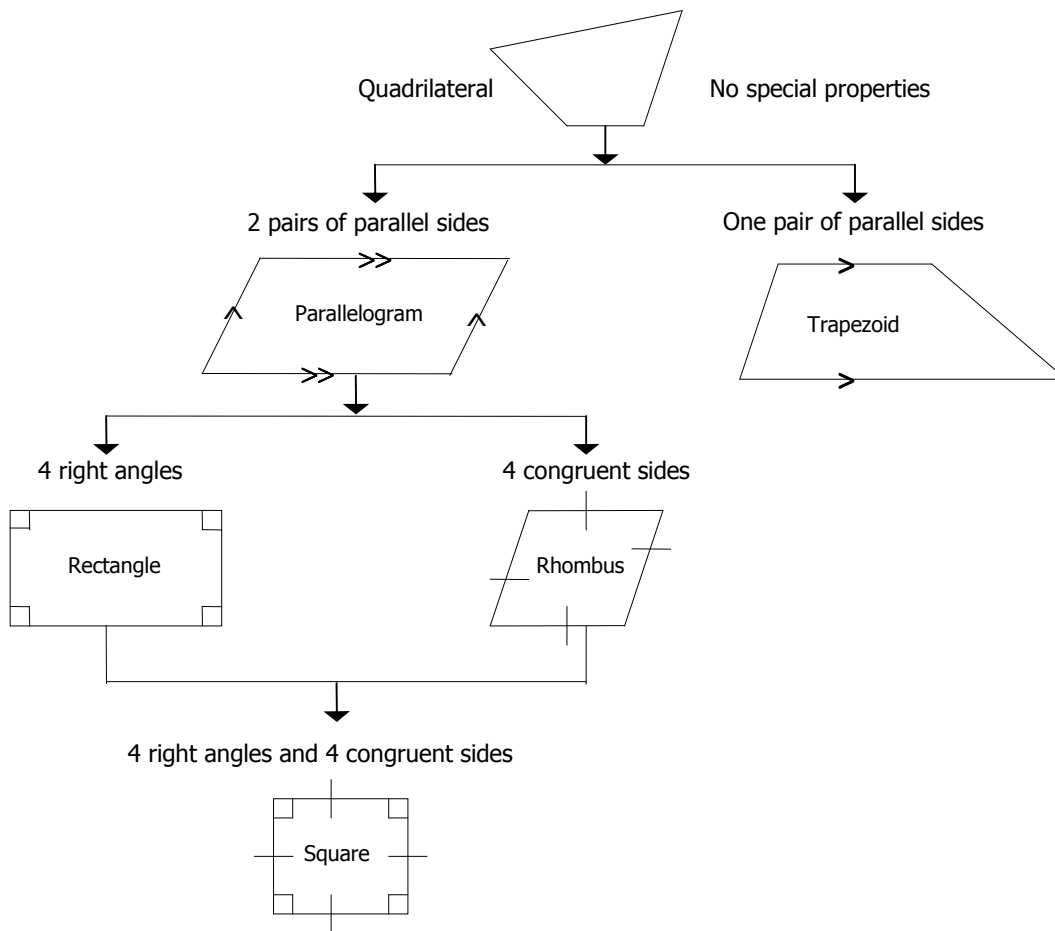 Quadrilateral
No special properties
2 pairs of parallel sides
One pair of parallel sides
Parallelogram
Trapezoid
4 right angles
4 congruent sides
Rectangle
Rhombus
4 right angles and 4 congruent sides
Square